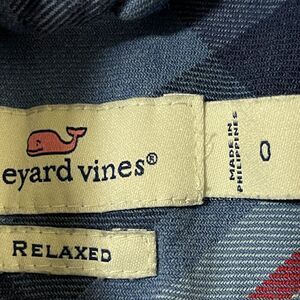 eyard vines®
MADE IN
PHILIPPINES
0
RELAXED